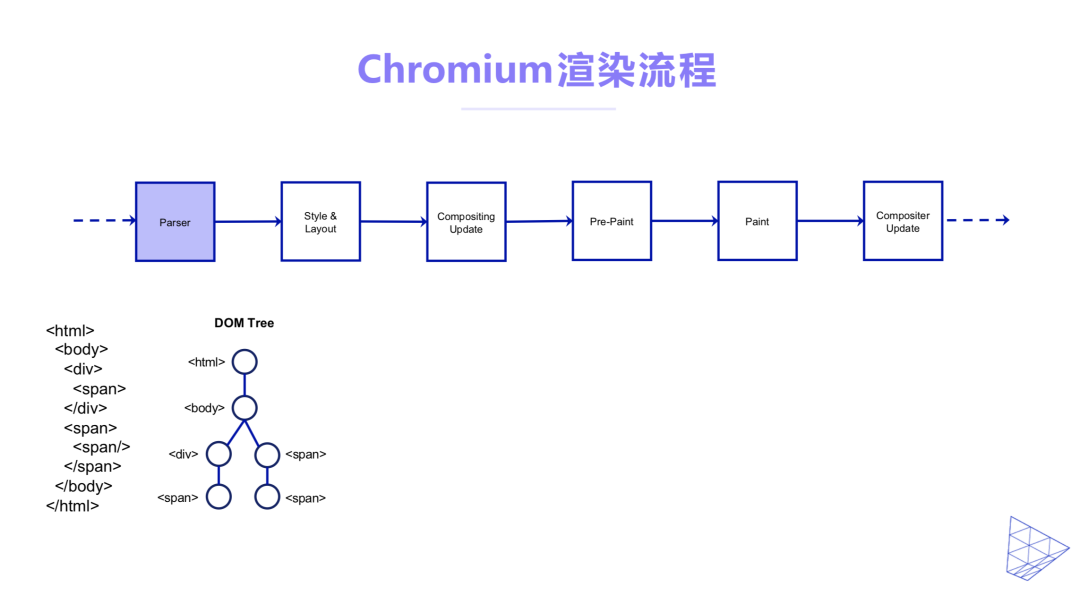 Chromium渲染流程
Parser
Style &
Layout
Compositing
Update
Pre-Paint
Paint
Compositer
Update
<html>
<body>
<div>
<span>
</div>
<span>
<span/>
</span>
</body>
</html>
DOM Tree
<html>
<body>
<div>
<span>
<span>
<span>